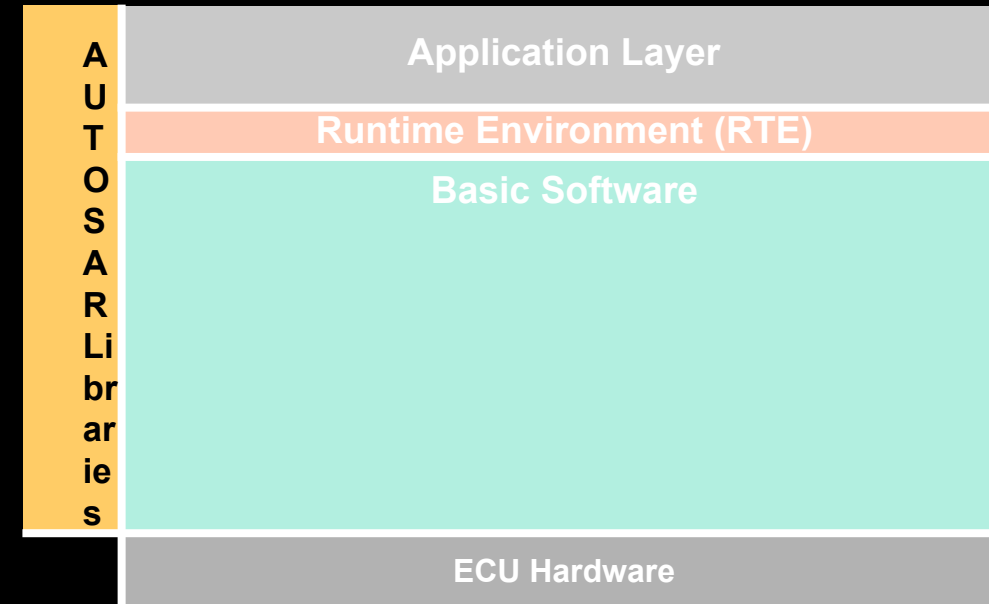 A
U
T
O
S
A
R
Li
br
ar
ie
s
Application Layer
Runtime Environment (RTE)
Basic Software
ECU Hardware